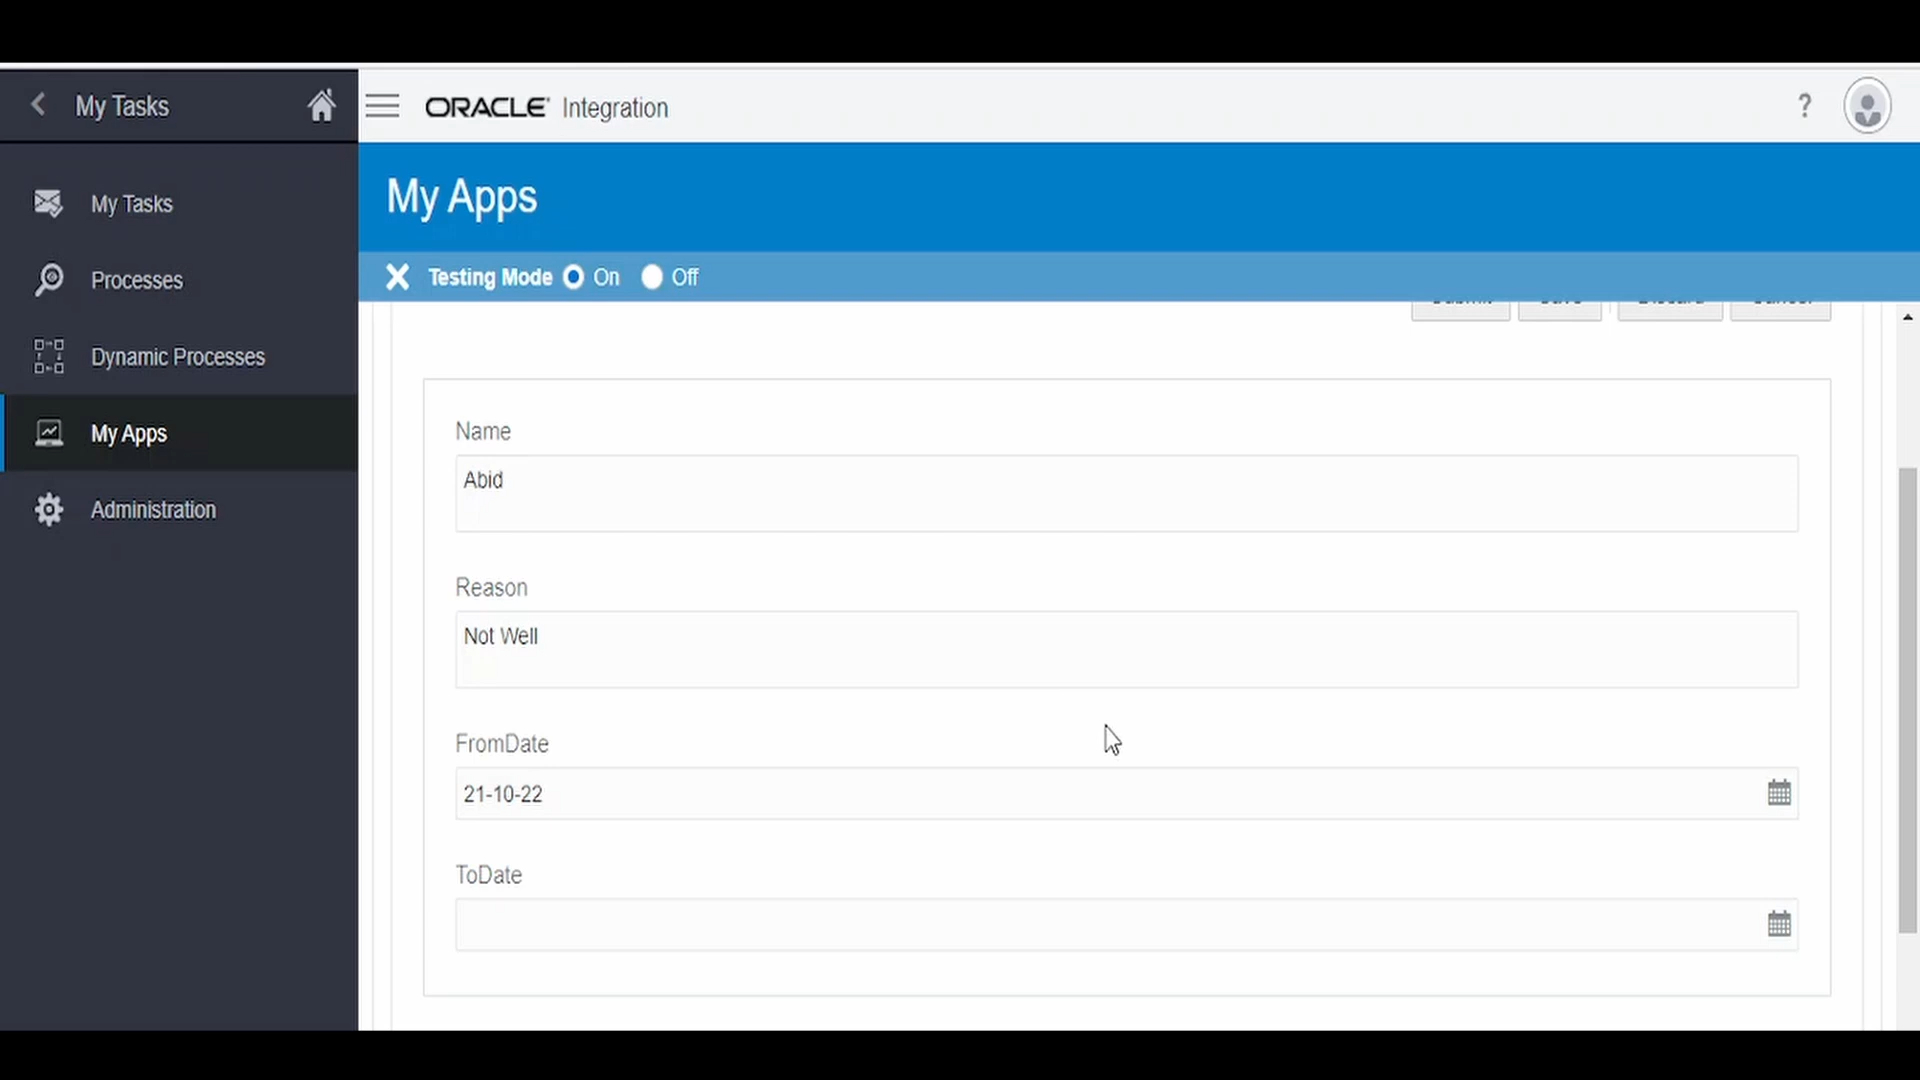 My Tasks
ORACLE Integration
?
My Tasks
Processes
Dynamic Processes
My Apps
Administration
My Apps
Testing Mode On Off
Name
Abid
Reason
Not Well
FromDate
21-10-22
ToDate